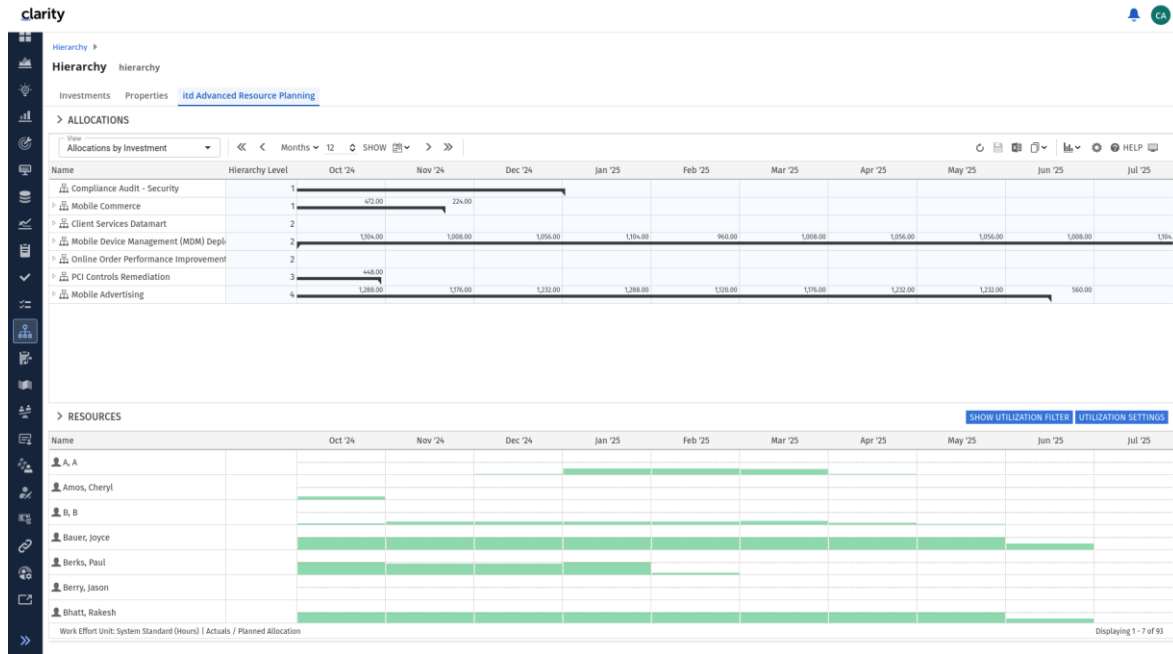 clarity
CA
Hierarchy
Hierarchy hierarchy
Investments Properties itd Advanced Resource Planning
ALLOCATIONS
View
Allocations by Investment Months 12 SHOW HELP
Name Hierarchy Level Oct '24 Nov '24 Dec '24 Jan '25 Feb '25 Mar '25 Apr '25 May '25 Jun '25 Jul '25
Compliance Audit - Security 1
Mobile Commerce 1 472.00 224.00
Client Services Datamart 2
Mobile Device Management (MDM) Depl 2 1,104.00 1,008.00 1,056.00 1,104.00 960.00 1,008.00 1,056.00 1,056.00 1,008.00 1,104.
Online Order Performance Improvement 2
PCI Controls Remediation 3 448.00
Mobile Advertising 4 1,288.00 1,176.00 1,232.00 1,288.00 1,120.00 1,176.00 1,232.00 1,232.00 560.00
RESOURCES SHOW UTILIZATION FILTER UTILIZATION SETTINGS
Name Oct '24 Nov '24 Dec '24 Jan '25 Feb '25 Mar '25 Apr '25 May '25 Jun '25 Jul '25
A, A
Amos, Cheryl
B, B
Bauer, Joyce
Berks, Paul
Berry, Jason
Bhatt, Rakesh
Work Effort Unit: System Standard (Hours) | Actuals / Planned Allocation Displaying 1 - 7 of 93